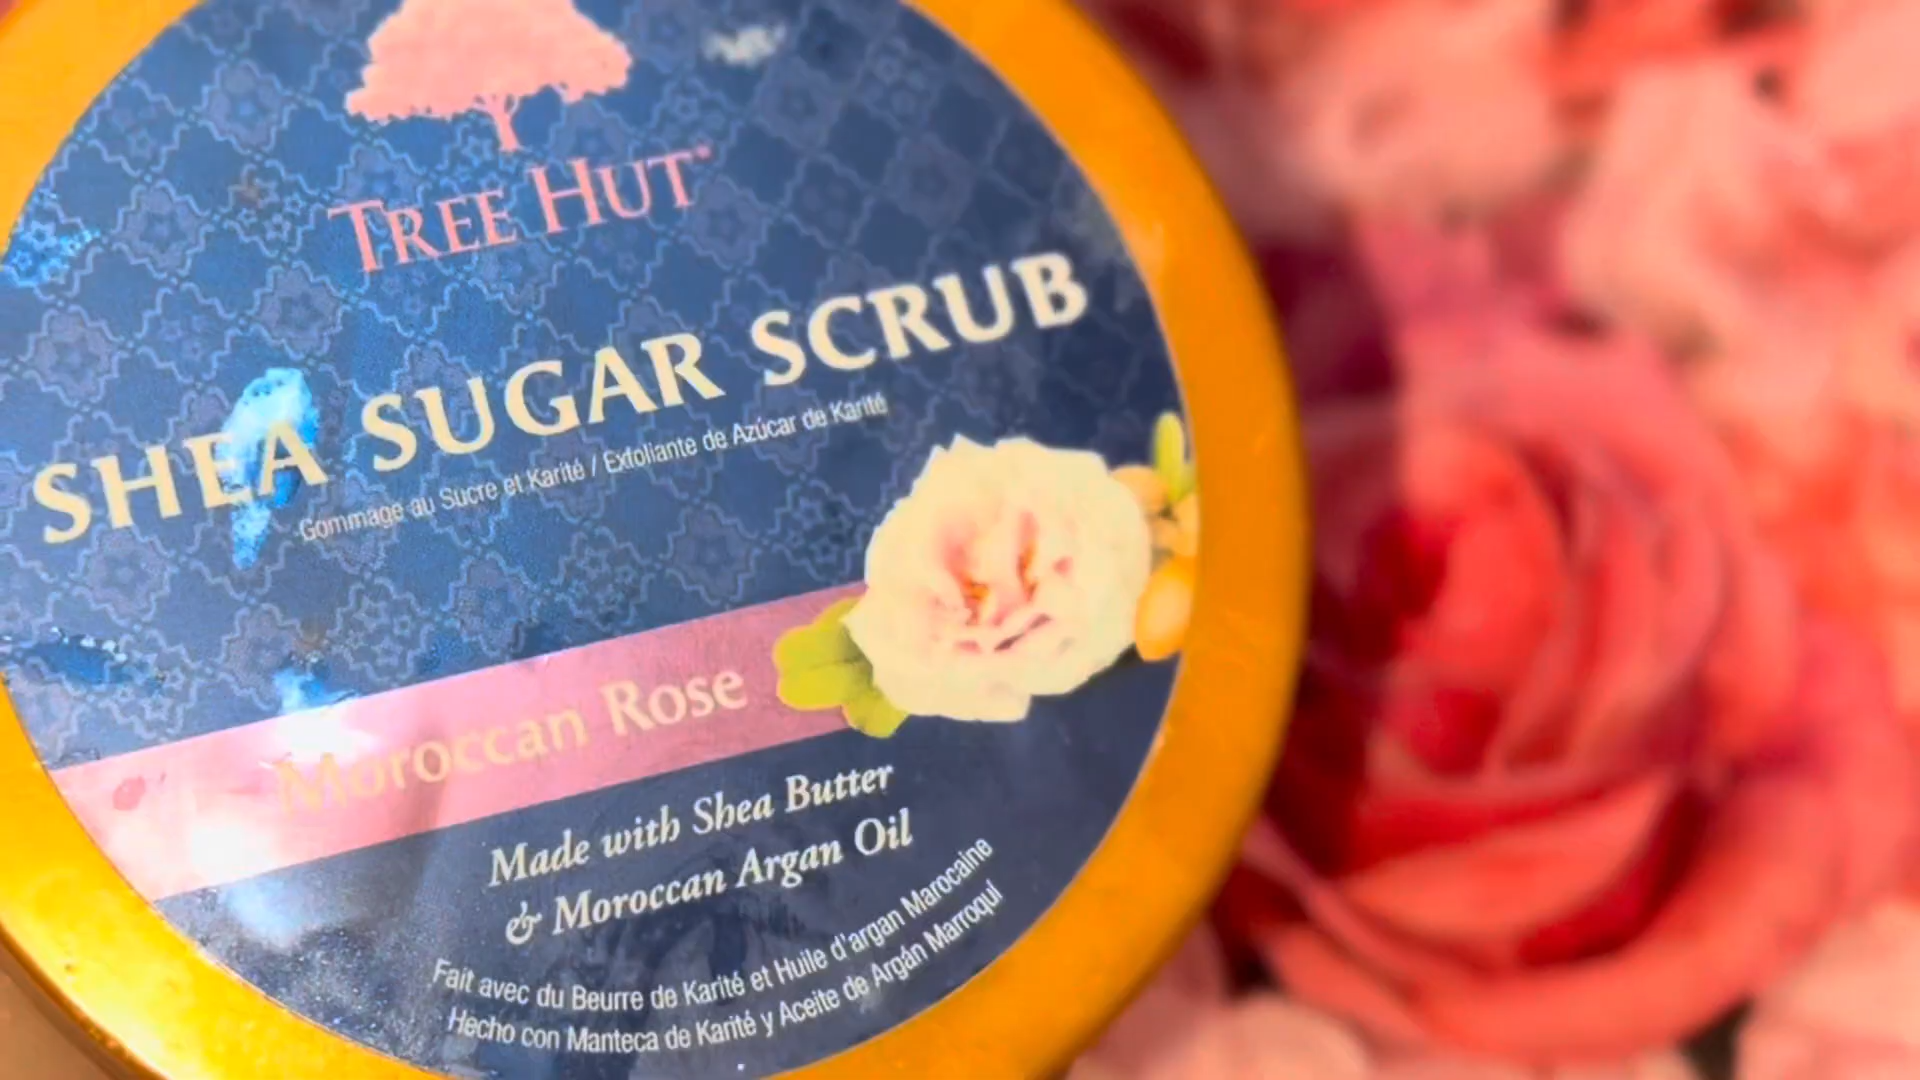 TREE HUT®
SHEA SUGAR SCRUB
Gommage au Sucre et Karité / Exfoliante de Azúcar de Karité
Moroccan Rose
Made with Shea Butter
& Moroccan Argan Oil
Fait avec du Beurre de Karité et Huile d'argan Marocaine
Hecho con Manteca de Karité y Aceite de Argán Marroquí